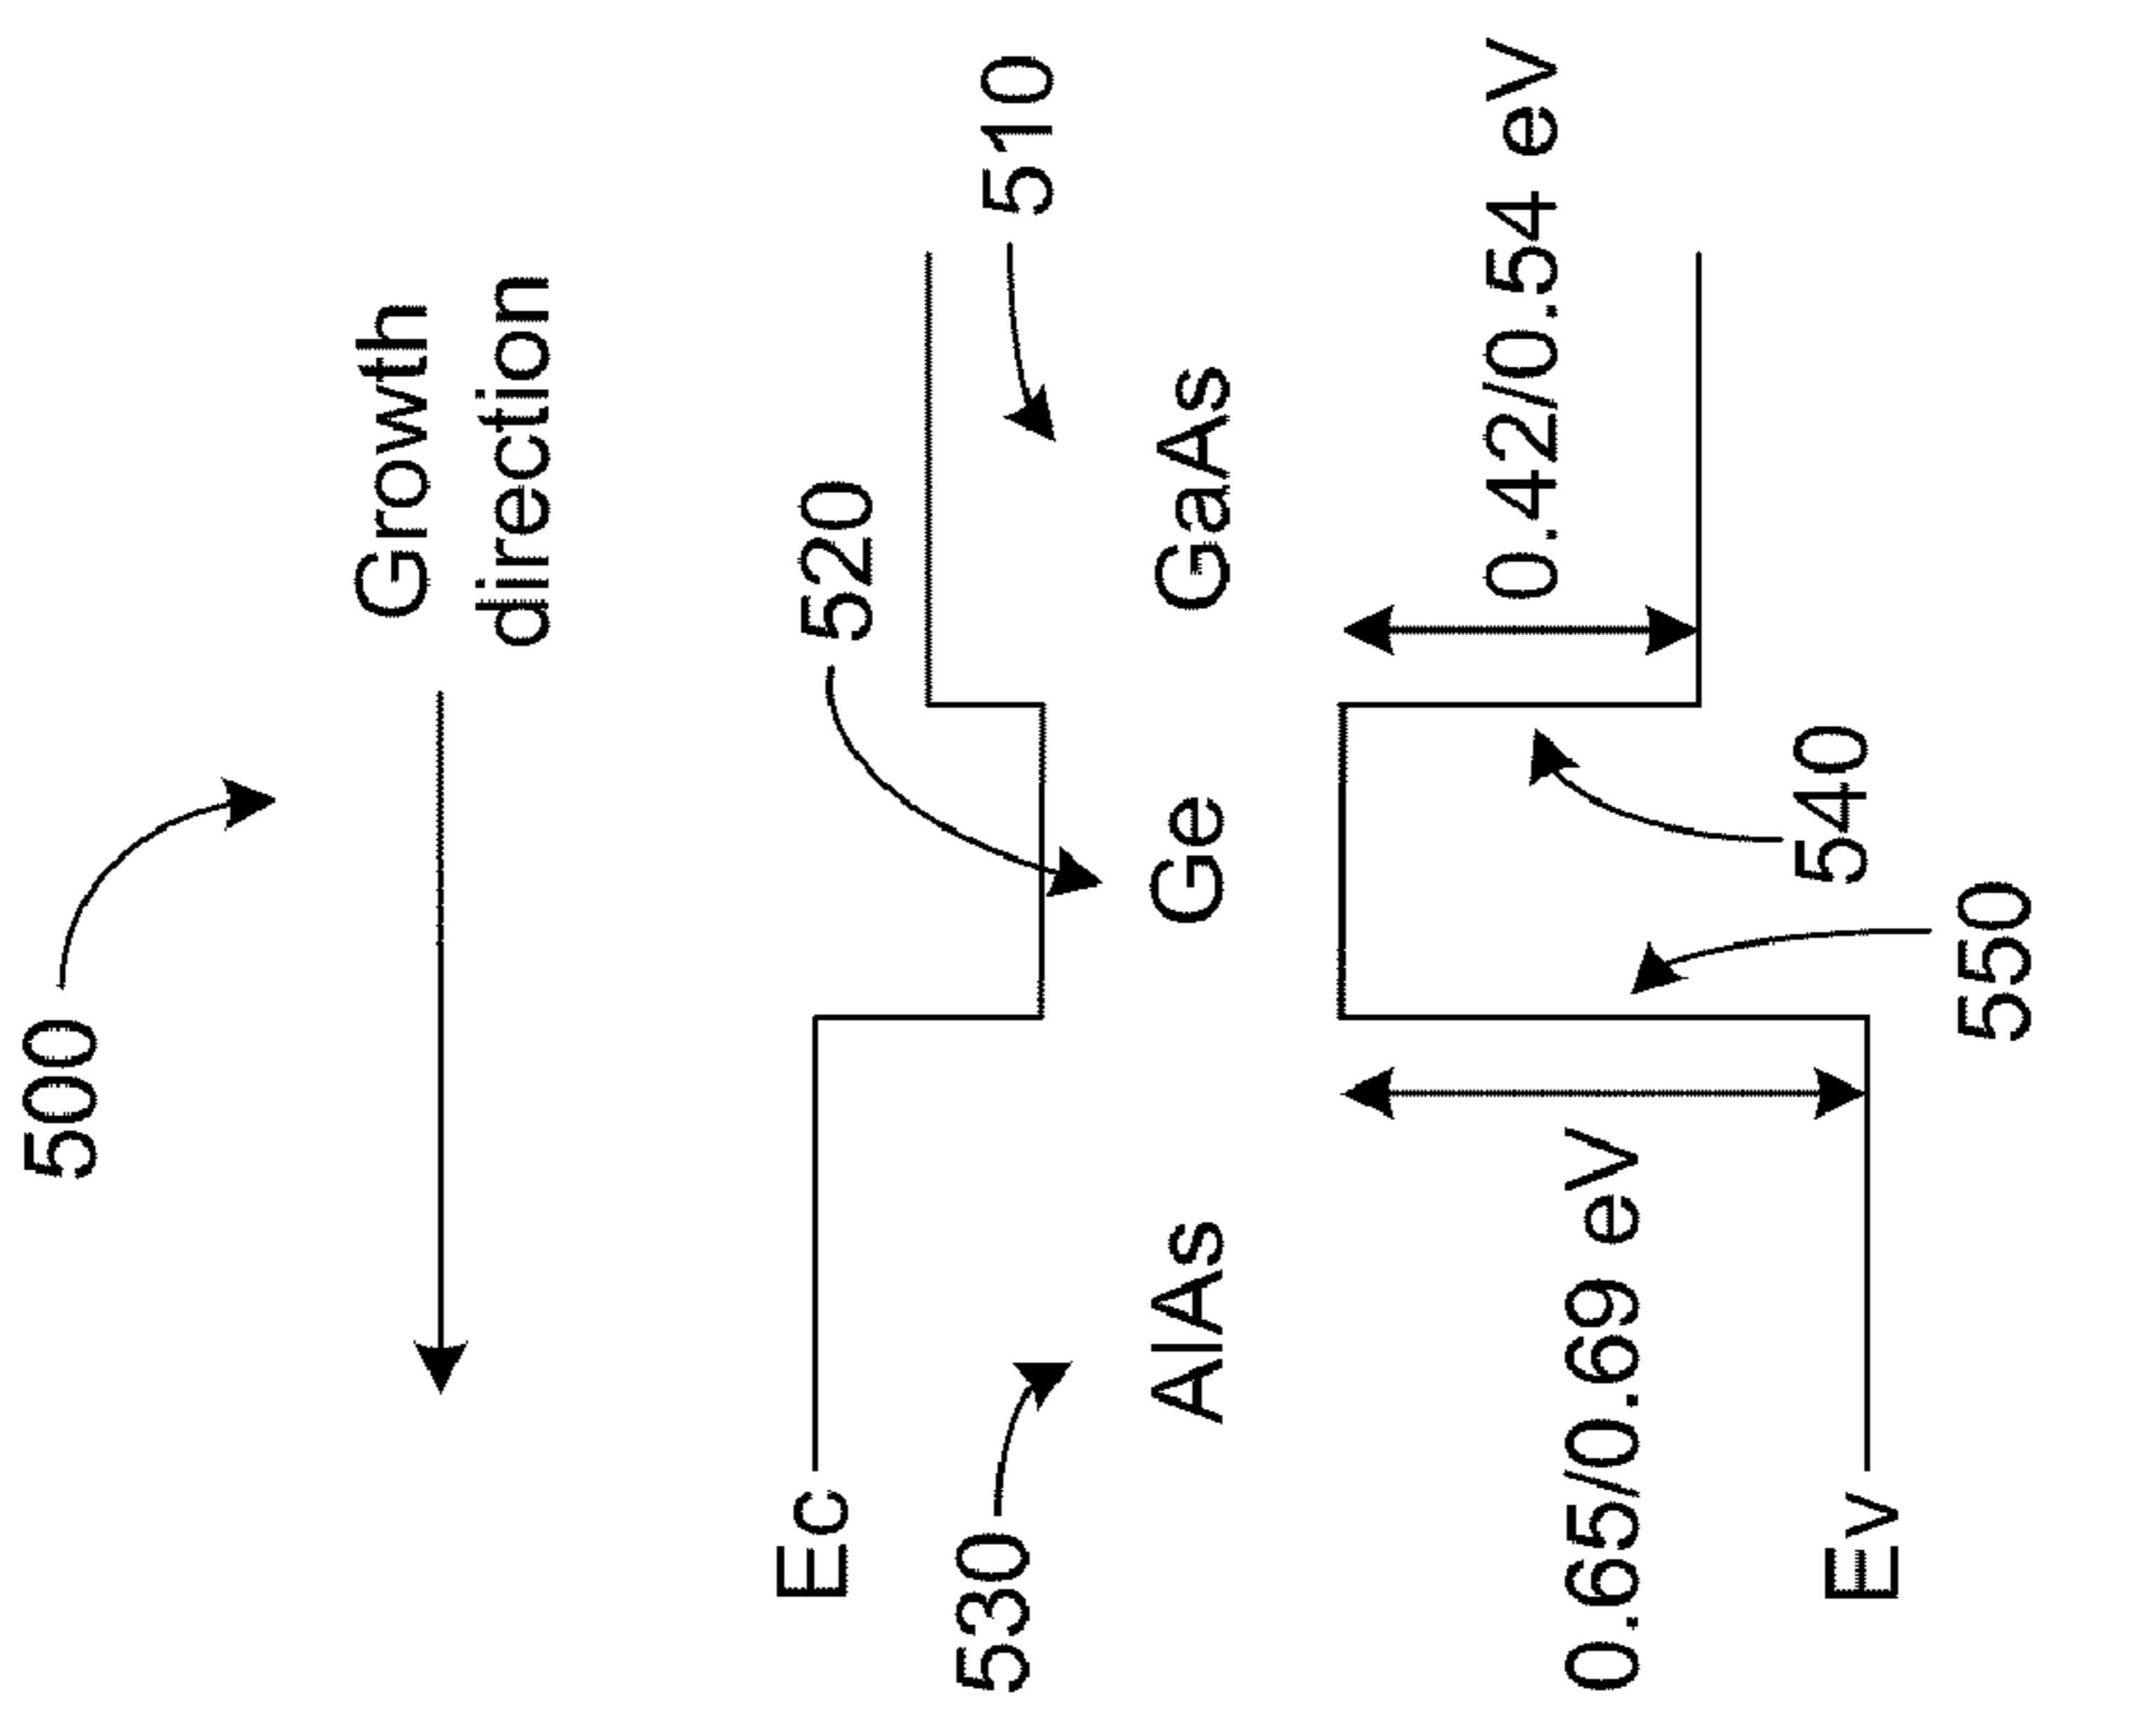 500
Growth
direction
520
510
Ec
530
AlAs
Ge
GaAs
0.42/0.54 eV
0.65/0.69 eV
540
Ev
550